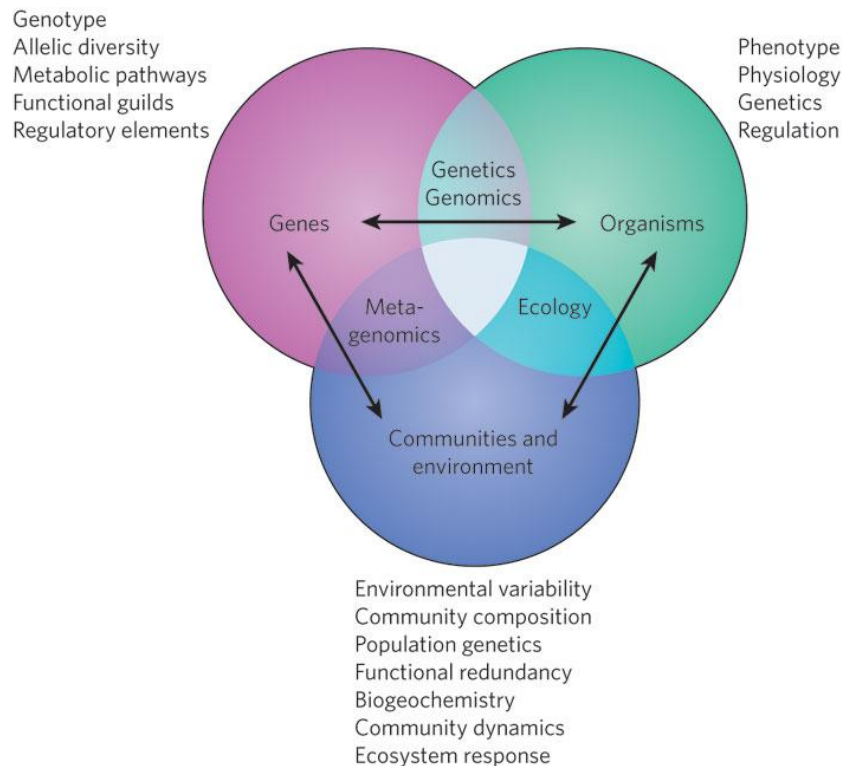 Genotype
Allelic diversity
Metabolic pathways
Functional guilds
Regulatory elements
Phenotype
Physiology
Genetics
Regulation
Genetics
Genomics
Genes
Organisms
Meta-
genomics
Ecology
Communities and
environment
Environmental variability
Community composition
Population genetics
Functional redundancy
Biogeochemistry
Community dynamics
Ecosystem response